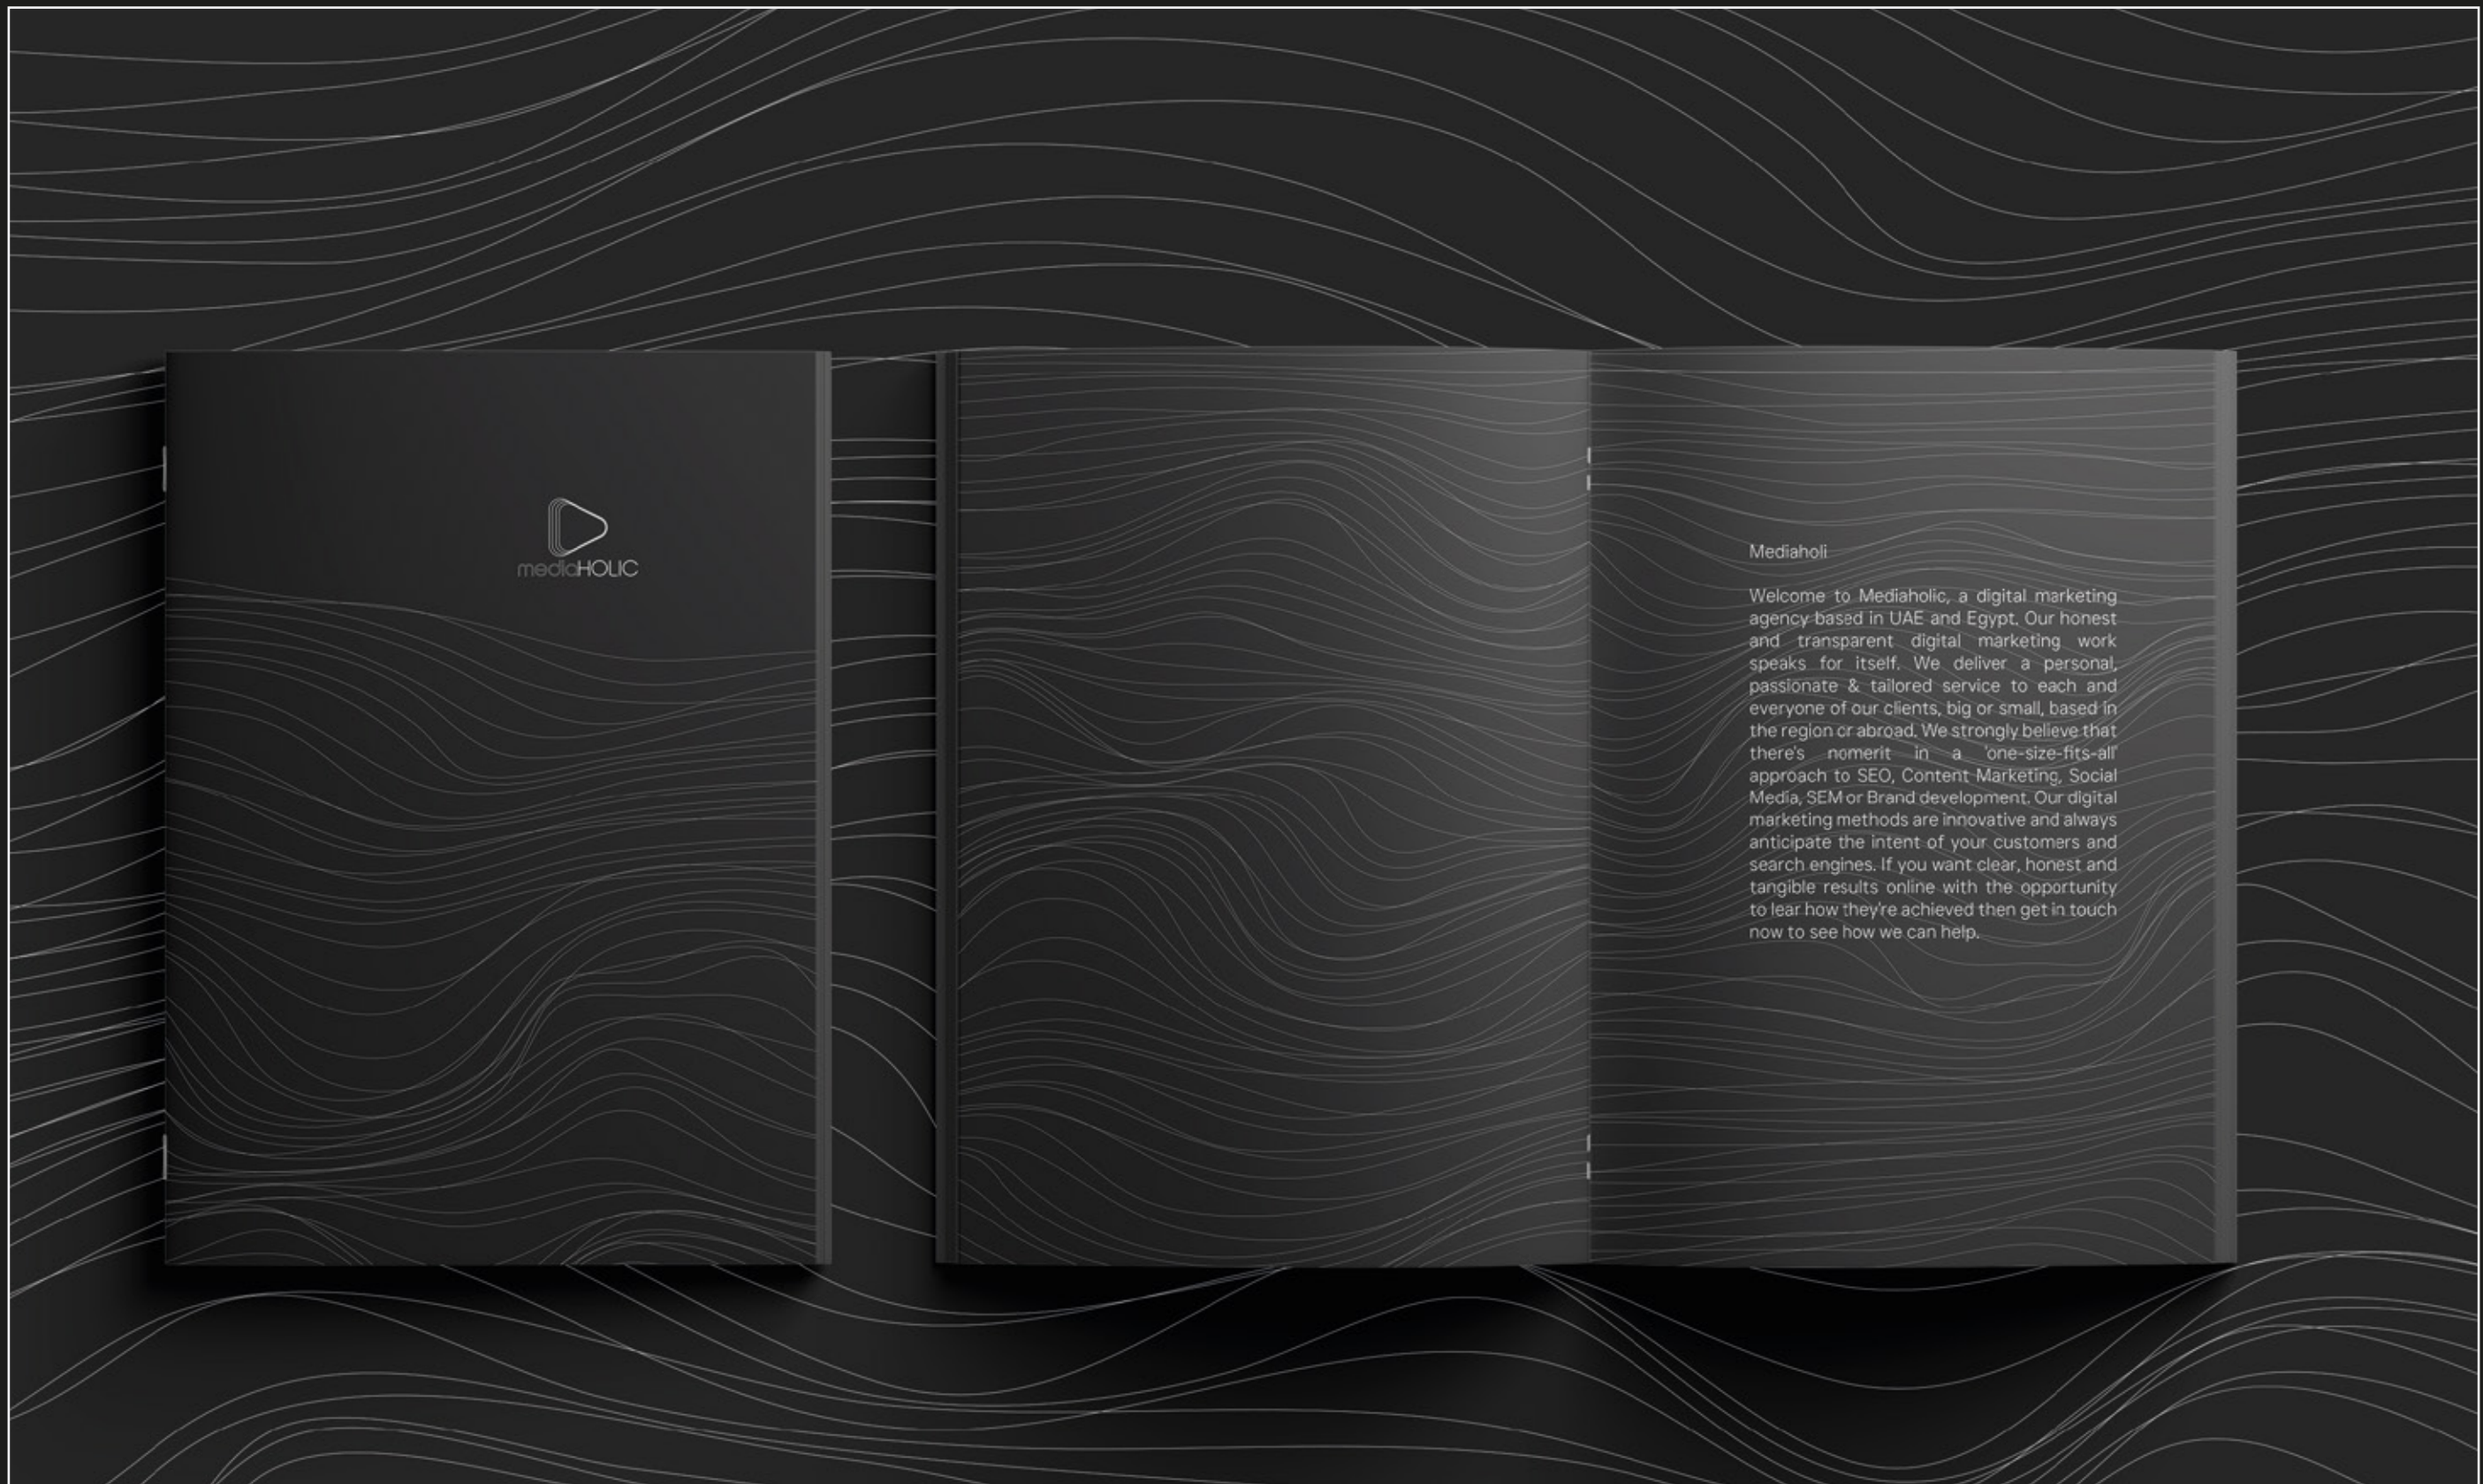 mediaHOLIC
Mediaholi
Welcome to Mediaholic, a digital marketing
agency based in UAE and Egypt. Our honest
and transparent digital marketing work
speaks for itself. We deliver a personal,
passionate & tailored service to each and
everyone of our clients, big or small, based in
the region or abroad. We strongly believe that
there's nomerit in a 'one-size-fits-all'
approach to SEO, Content Marketing, Social
Media, SEM or Brand development. Our digital
marketing methods are innovative and always
anticipate the intent of your customers and
search engines. If you want clear, honest and
tangible results online with the opportunity
to lear how they're achieved then get in touch
now to see how we can help.